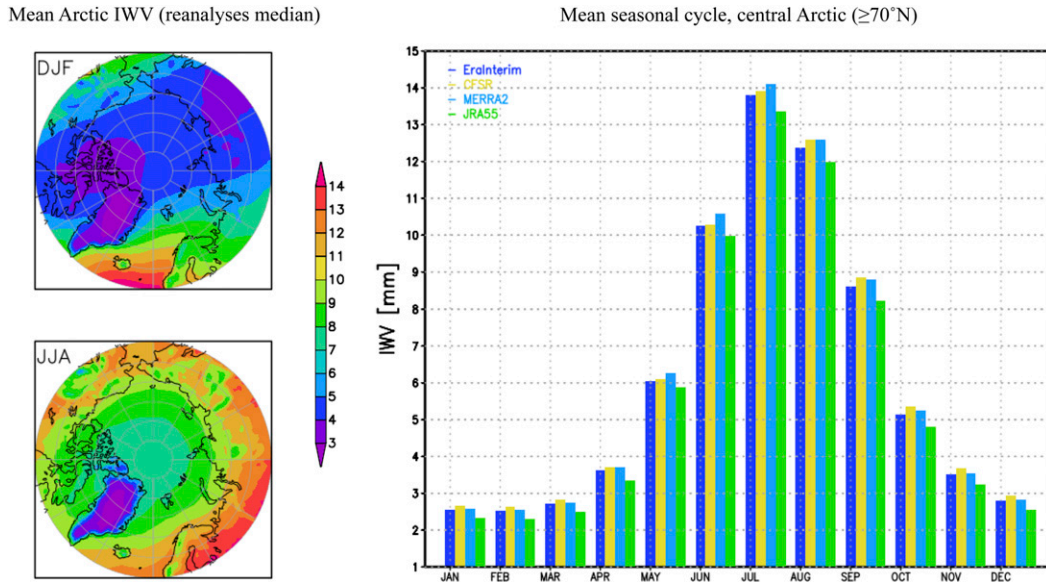 Mean Arctic IWV (reanalyses median)
Mean seasonal cycle, central Arctic (≥70˚N)
DJF
JJA
14
13
12
11
10
9
8
7
6
5
4
3
IWV [mm]
15
14
13
12
11
10
9
8
7
6
5
4
3
2
1
EraInterim
CFSR
MERRA2
JRA55
JAN FEB MAR APR MAY JUN JUL AUG SEP OCT NOV DEC